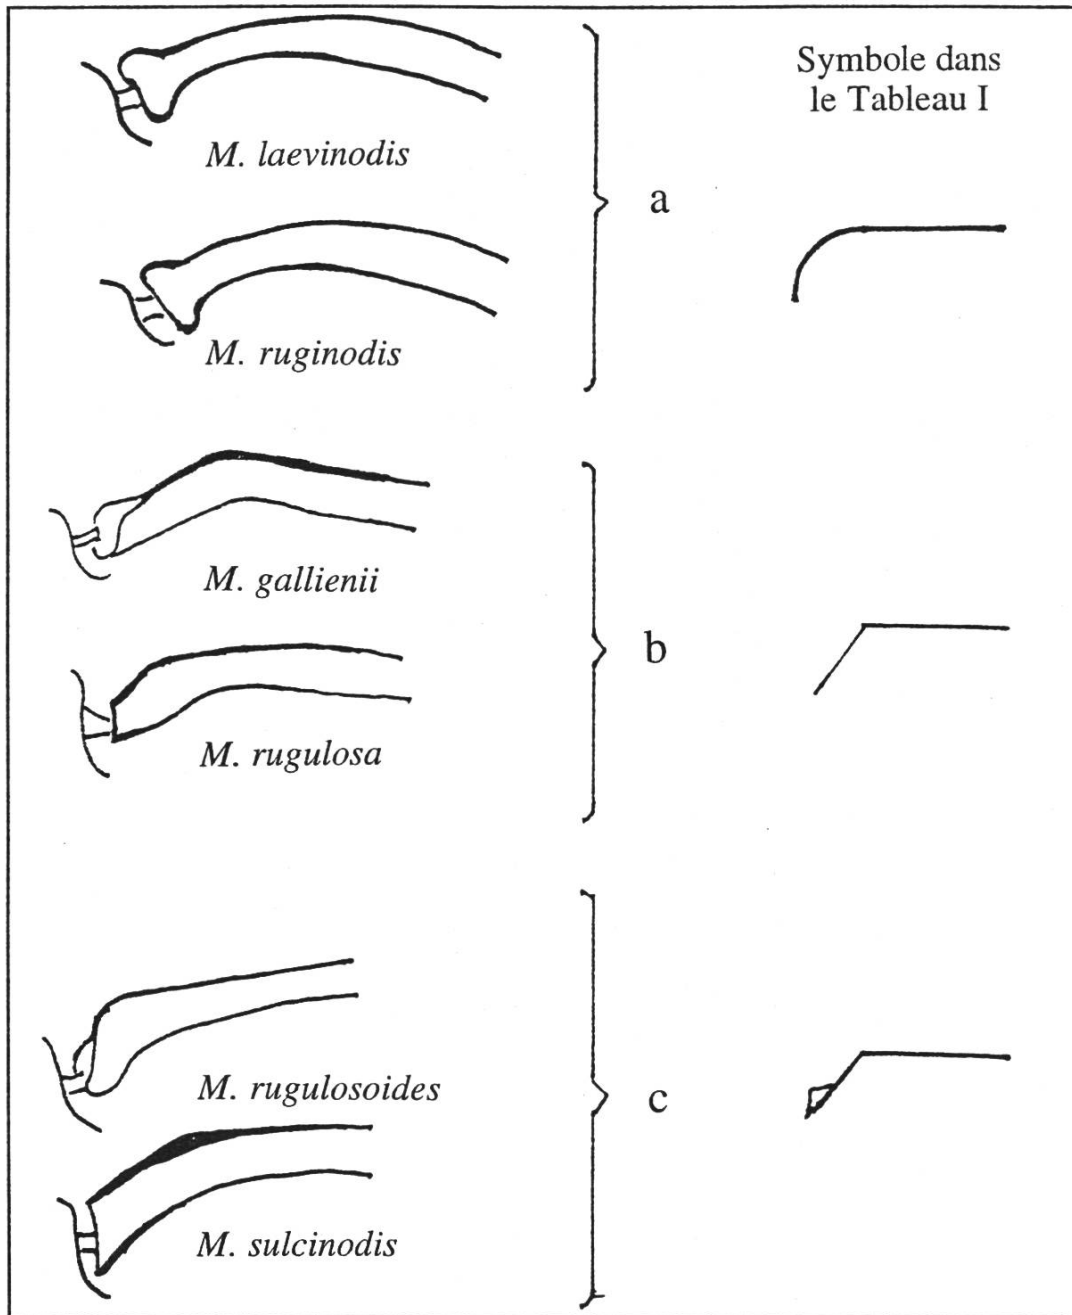 Symbole dans
le Tableau I
M. laevinodis
a
M. ruginodis
M. gallienii
b
M. rugulosa
M. rugulosoides
c
M. sulcinodis